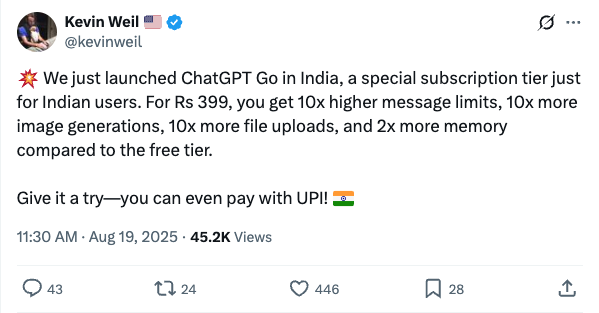 Kevin Weil 🇺🇸
@kevinweil
💥 We just launched ChatGPT Go in India, a special subscription tier just
for Indian users. For Rs 399, you get 10x higher message limits, 10x more
image generations, 10x more file uploads, and 2x more memory
compared to the free tier.
Give it a try—you can even pay with UPI! 🇮🇳
11:30 AM · Aug 19, 2025 · 45.2K Views
43 24 446 28